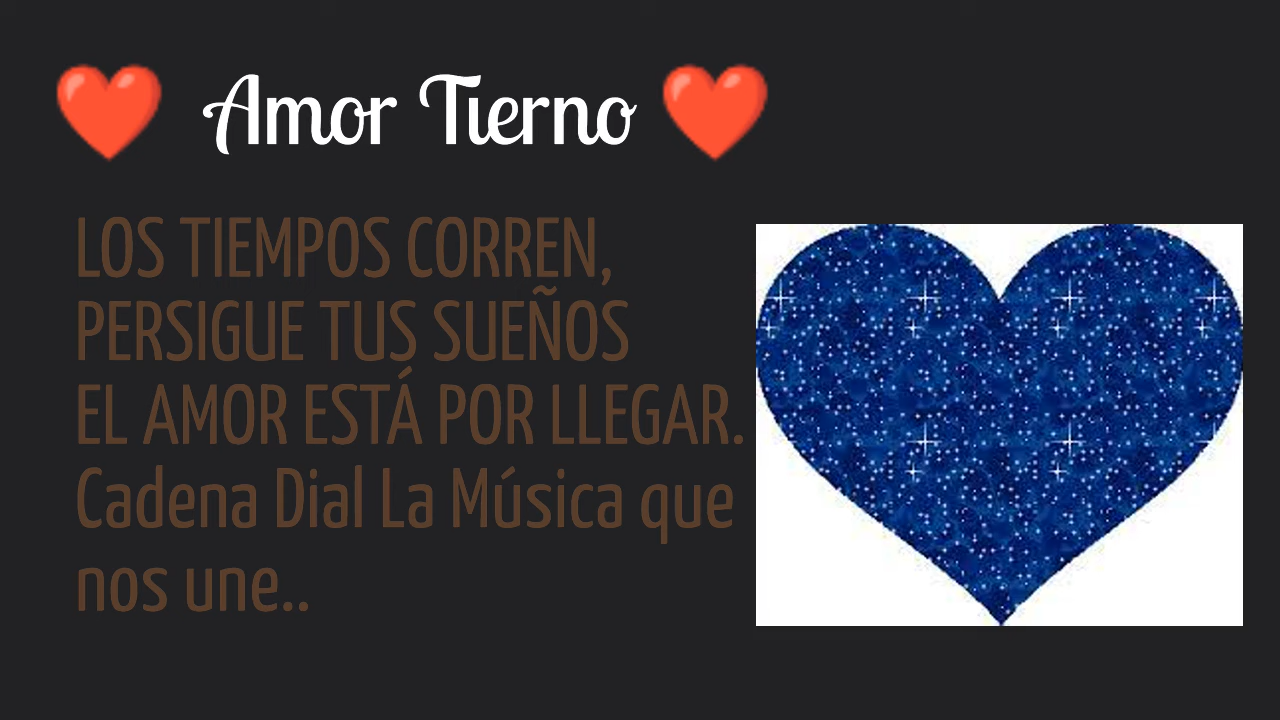 ❤️ Amor Tierno ❤️
LOS TIEMPOS CORREN,
PERSIGUE TUS SUEÑOS
EL AMOR ESTÁ POR LLEGAR.
Cadena Dial La Música que
nos une..